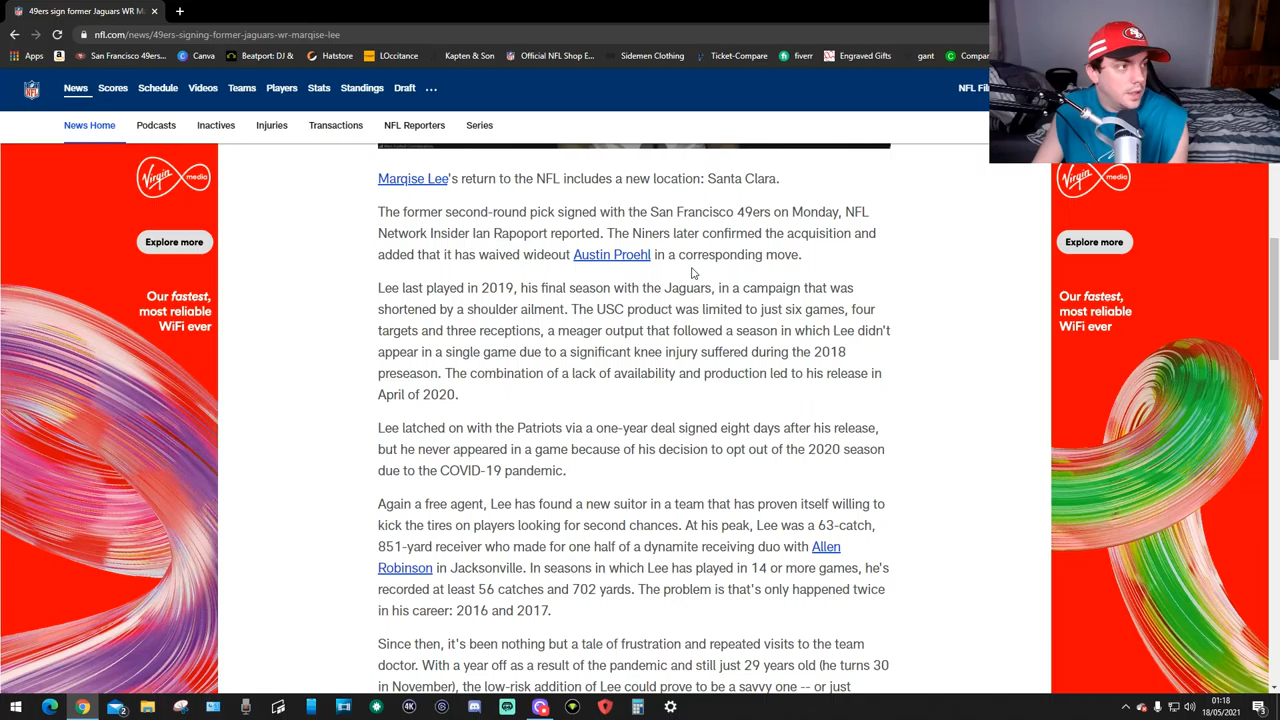 49ers sign former Jaguars WR M
nfl.com/news/49ers-signing-former-jaguars-wr-marqise-lee
Apps
San Francisco 49er...
Canva
Beatport: DJ &...
Hatstore
LOccitance
Kapten & Son
Official NFL Shop E...
Sidemen Clothing
Ticket-Compare
fiverr
Engraved Gifts
gant
Compar
News Scores Schedule Videos Teams Players Stats Standings Draft ...
NFL Fil
News Home Podcasts Inactives Injuries Transactions NFL Reporters Series
Virgin media
Explore more
Our fastest,
most reliable
WiFi ever
Marqise Lee's return to the NFL includes a new location: Santa Clara.
The former second-round pick signed with the San Francisco 49ers on Monday, NFL
Network Insider Ian Rapoport reported. The Niners later confirmed the acquisition and
added that it has waived wideout Austin Proehl in a corresponding move.
Lee last played in 2019, his final season with the Jaguars, in a campaign that was
shortened by a shoulder ailment. The USC product was limited to just six games, four
targets and three receptions, a meager output that followed a season in which Lee didn't
appear in a single game due to a significant knee injury suffered during the 2018
preseason. The combination of a lack of availability and production led to his release in
April of 2020.
Lee latched on with the Patriots via a one-year deal signed eight days after his release,
but he never appeared in a game because of his decision to opt out of the 2020 season
due to the COVID-19 pandemic.
Again a free agent, Lee has found a new suitor in a team that has proven itself willing to
kick the tires on players looking for second chances. At his peak, Lee was a 63-catch,
851-yard receiver who made for one half of a dynamite receiving duo with Allen
Robinson in Jacksonville. In seasons in which Lee has played in 14 or more games, he's
recorded at least 56 catches and 702 yards. The problem is that's only happened twice
in his career: 2016 and 2017.
Since then, it's been nothing but a tale of frustration and repeated visits to the team
doctor. With a year off as a result of the pandemic and still just 29 years old (he turns 30
in November), the low-risk addition of Lee could prove to be a savvy one -- or just
Virgin media
Explore more
Our fastest,
most reliable
WiFi ever
01:18
18/05/2021